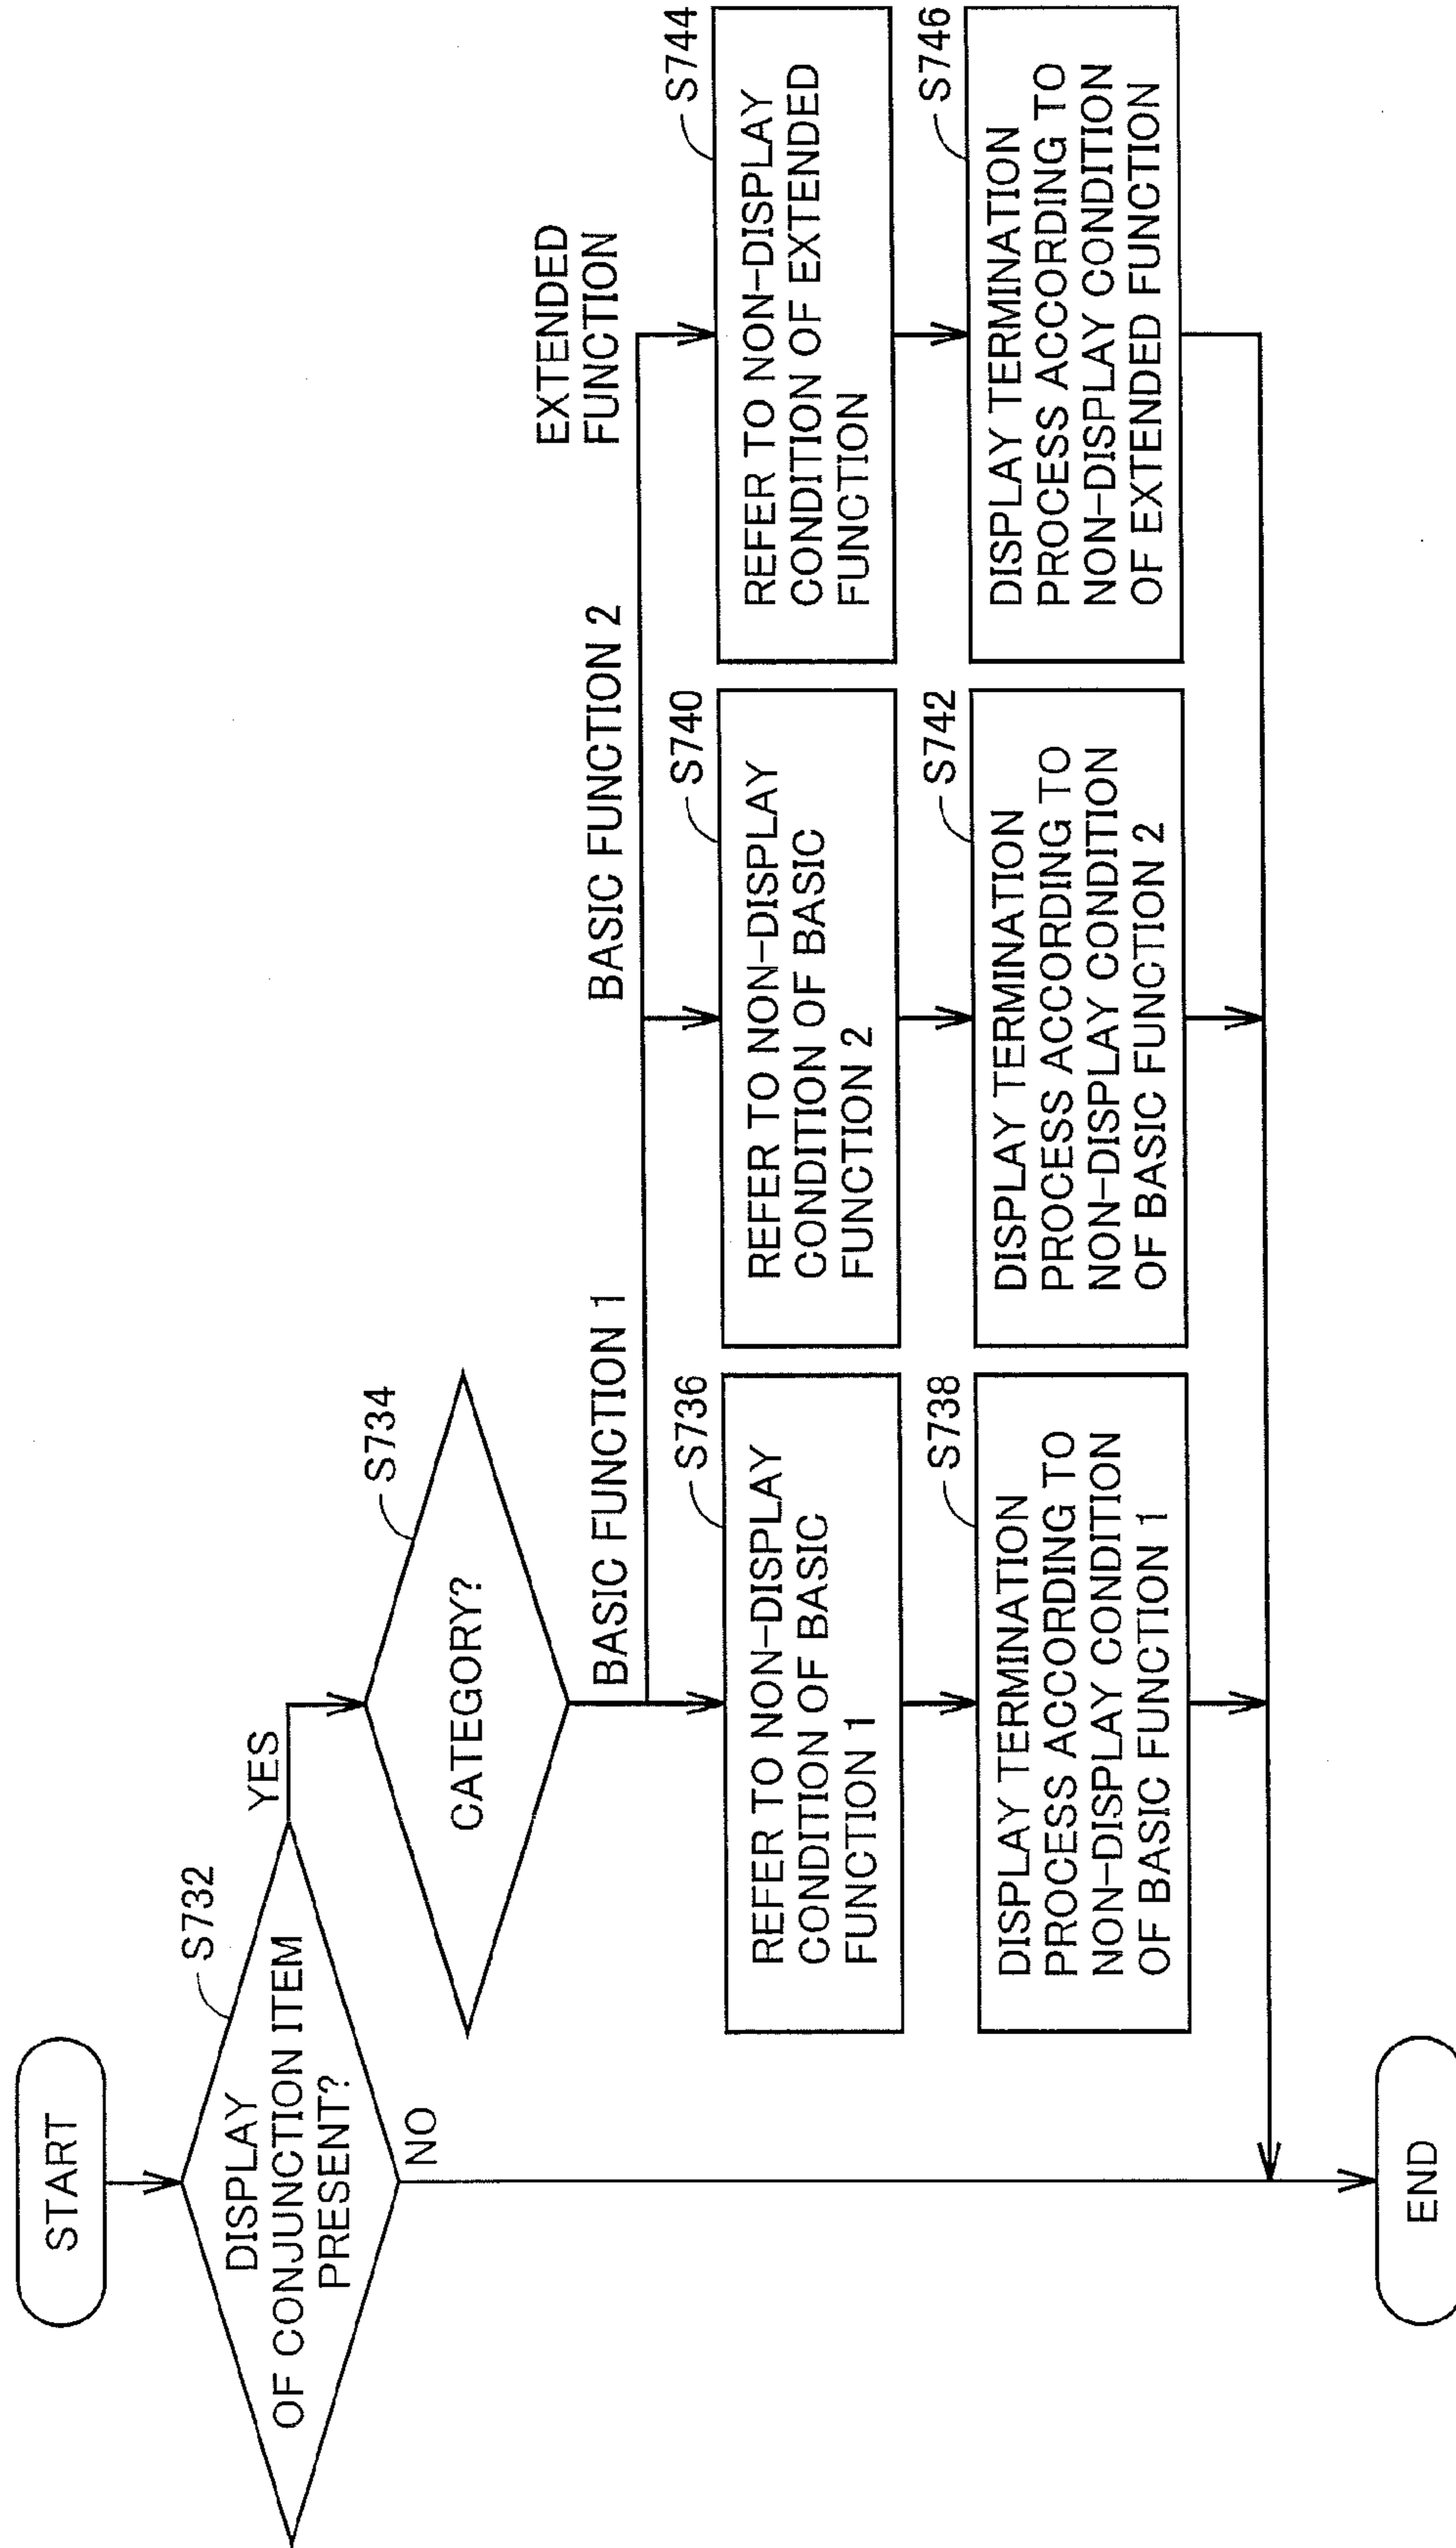 START
S732
DISPLAY
OF CONJUNCTION ITEM
PRESENT?
YES
NO
S734
CATEGORY?
BASIC FUNCTION 1
BASIC FUNCTION 2
EXTENDED
FUNCTION
S736
REFER TO NON-DISPLAY
CONDITION OF BASIC
FUNCTION 1
S740
REFER TO NON-DISPLAY
CONDITION OF BASIC
FUNCTION 2
S744
REFER TO NON-DISPLAY
CONDITION OF EXTENDED
FUNCTION
S738
DISPLAY TERMINATION
PROCESS ACCORDING TO
NON-DISPLAY CONDITION
OF BASIC FUNCTION 1
S742
DISPLAY TERMINATION
PROCESS ACCORDING TO
NON-DISPLAY CONDITION
OF BASIC FUNCTION 2
S746
DISPLAY TERMINATION
PROCESS ACCORDING TO
NON-DISPLAY CONDITION
OF EXTENDED FUNCTION
END